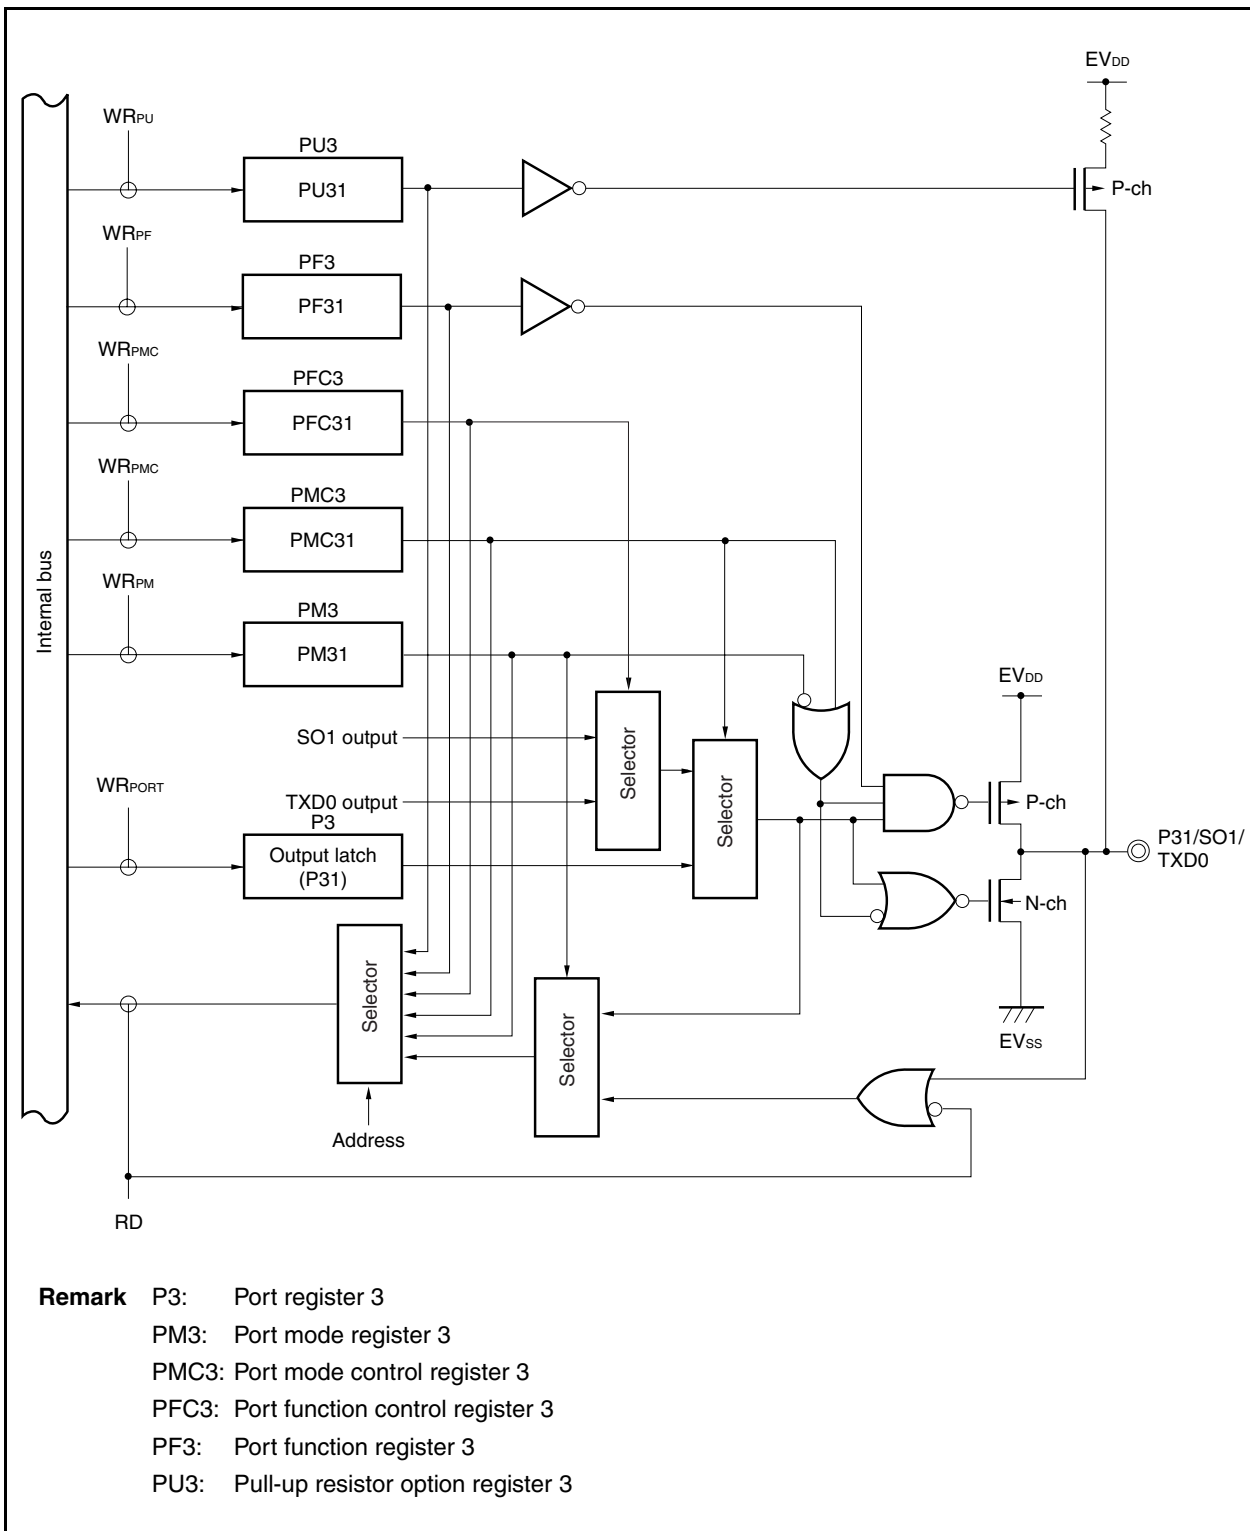 EVDD
WRPU
PU3
PU31
P-ch
WRPF
PF3
PF31
WRPMC
PFC3
PFC31
WRPMC
PMC3
PMC31
Internal bus
WRPM
PM3
PM31
EVDD
SO1 output
Selector
Selector
WRPORT
TXD0 output
P-ch
P3
Output latch
(P31)
P31/SO1/
TXD0
N-ch
Selector
Selector
EVSS
Address
RD
Remark P3: Port register 3
PM3: Port mode register 3
PMC3: Port mode control register 3
PFC3: Port function control register 3
PF3: Port function register 3
PU3: Pull-up resistor option register 3